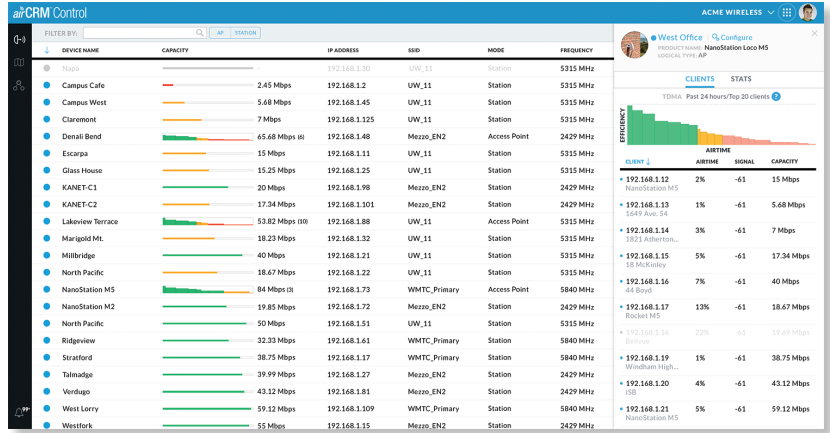 airCRM™ Control
ACME WIRELESS
FILTER BY:
AP STATION
DEVICE NAME CAPACITY IP ADDRESS SSID MODE FREQUENCY
Napa - 192.168.1.30 UW_11 Station 5315 MHz
Campus Cafe 2.45 Mbps 192.168.1.2 UW_11 Station 5315 MHz
Campus West 5.68 Mbps 192.168.1.45 UW_11 Station 5315 MHz
Claremont 7 Mbps 192.168.1.125 UW_11 Station 5315 MHz
Denali Bend 65.68 Mbps (6) 192.168.1.48 Mezzo_EN2 Access Point 2429 MHz
Escarpa 15 Mbps 192.168.1.11 UW_11 Station 5315 MHz
Glass House 15.25 Mbps 192.168.1.25 UW_11 Station 5315 MHz
KANET-C1 20 Mbps 192.168.1.98 Mezzo_EN2 Station 2429 MHz
KANET-C2 17.34 Mbps 192.168.1.101 Mezzo_EN2 Station 2429 MHz
Lakeview Terrace 53.82 Mbps (10) 192.168.1.88 UW_11 Access Point 5315 MHz
Marigold Mt. 18.23 Mbps 192.168.1.32 UW_11 Station 5315 MHz
Millbridge 40 Mbps 192.168.1.21 UW_11 Station 5315 MHz
North Pacific 18.67 Mbps 192.168.1.22 UW_11 Station 5315 MHz
NanoStation M5 84 Mbps (3) 192.168.1.73 WMTC_Primary Access Point 5840 MHz
NanoStation M2 19.85 Mbps 192.168.1.72 Mezzo_EN2 Station 2429 MHz
North Pacific 50 Mbps 192.168.1.51 UW_11 Station 5315 MHz
Ridgeview 32.33 Mbps 192.168.1.61 WMTC_Primary Station 5840 MHz
Stratford 38.75 Mbps 192.168.1.17 WMTC_Primary Station 5840 MHz
Talmadge 39.99 Mbps 192.168.1.27 Mezzo_EN2 Station 2429 MHz
Verdugo 43.12 Mbps 192.168.1.81 Mezzo_EN2 Station 2429 MHz
West Lorry 59.12 Mbps 192.168.1.109 WMTC_Primary Station 5840 MHz
Westfork 55 Mbps 192.168.1.15 Mezzo_EN2 Station 2429 MHz
99+
West Office Configure
PRODUCT NAME: NanoStation Loco M5
LOGICAL TYPE: AP
CLIENTS STATS
TDMA Past 24 hours/Top 20 clients ?
EFFICIENCY
AIRTIME
CLIENT AIRTIME SIGNAL CAPACITY
192.168.1.12 2% -61 15 Mbps
NanoStation M5
192.168.1.13 1% -61 5.68 Mbps
1649 Ave. 54
192.168.1.14 3% -61 7 Mbps
1821 Atherton...
192.168.1.15 5% -61 17.34 Mbps
18 McKinley
192.168.1.16 7% -61 40 Mbps
44 Boyd
192.168.1.17 13% -61 18.67 Mbps
Rocket M5
192.168.1.16 22% -61 19.69 Mbps
192.168.1.19 1% -61 38.75 Mbps
Windham High...
192.168.1.20 4% -61 43.12 Mbps
ISB
192.168.1.21 5% -61 59.12 Mbps
NanoStation M5